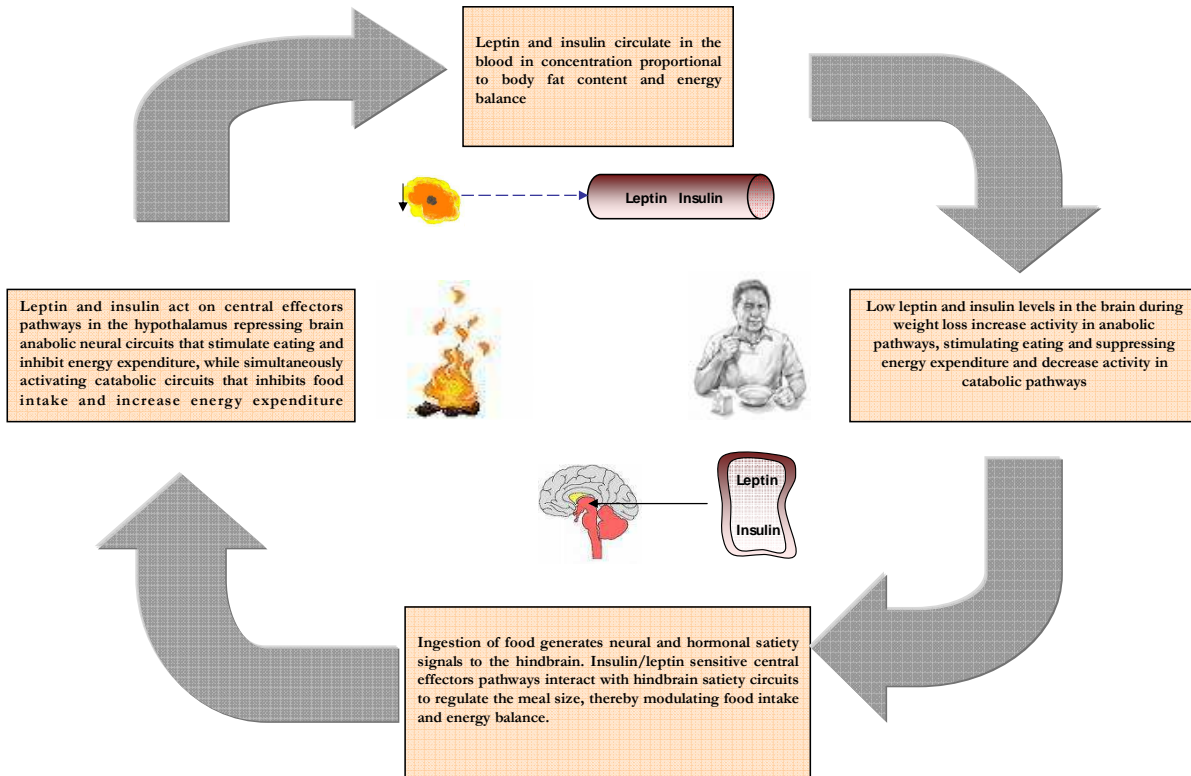 Leptin and insulin circulate in the
blood in concentration proportional
to body fat content and energy
balance
Leptin Insulin
Leptin and insulin act on central effectors
pathways in the hypothalamus repressing brain
anabolic neural circuits that stimulate eating and
inhibit energy expenditure, while simultaneously
activating catabolic circuits that inhibits food
intake and increase energy expenditure
Low leptin and insulin levels in the brain during
weight loss increase activity in anabolic
pathways, stimulating eating and suppressing
energy expenditure and decrease activity in
catabolic pathways
Leptin
Insulin
Ingestion of food generates neural and hormonal satiety
signals to the hindbrain. Insulin/leptin sensitive central
effectors pathways interact with hindbrain satiety circuits
to regulate the meal size, thereby modulating food intake
and energy balance.